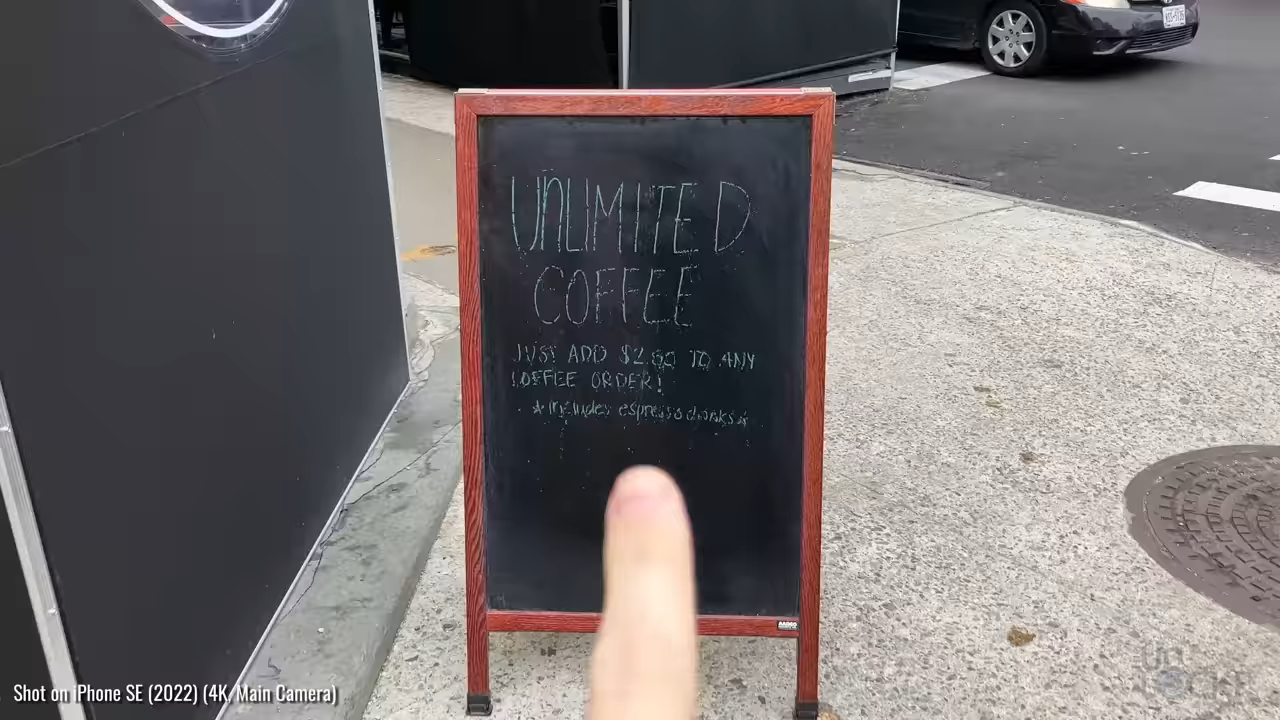 UNLIMITED
COFFEE
JUST ADD $2.50 TO ANY
COFFEE ORDER!
*includes espresso drinks*
Shot on iPhone SE (2022) (4K, Main Camera)